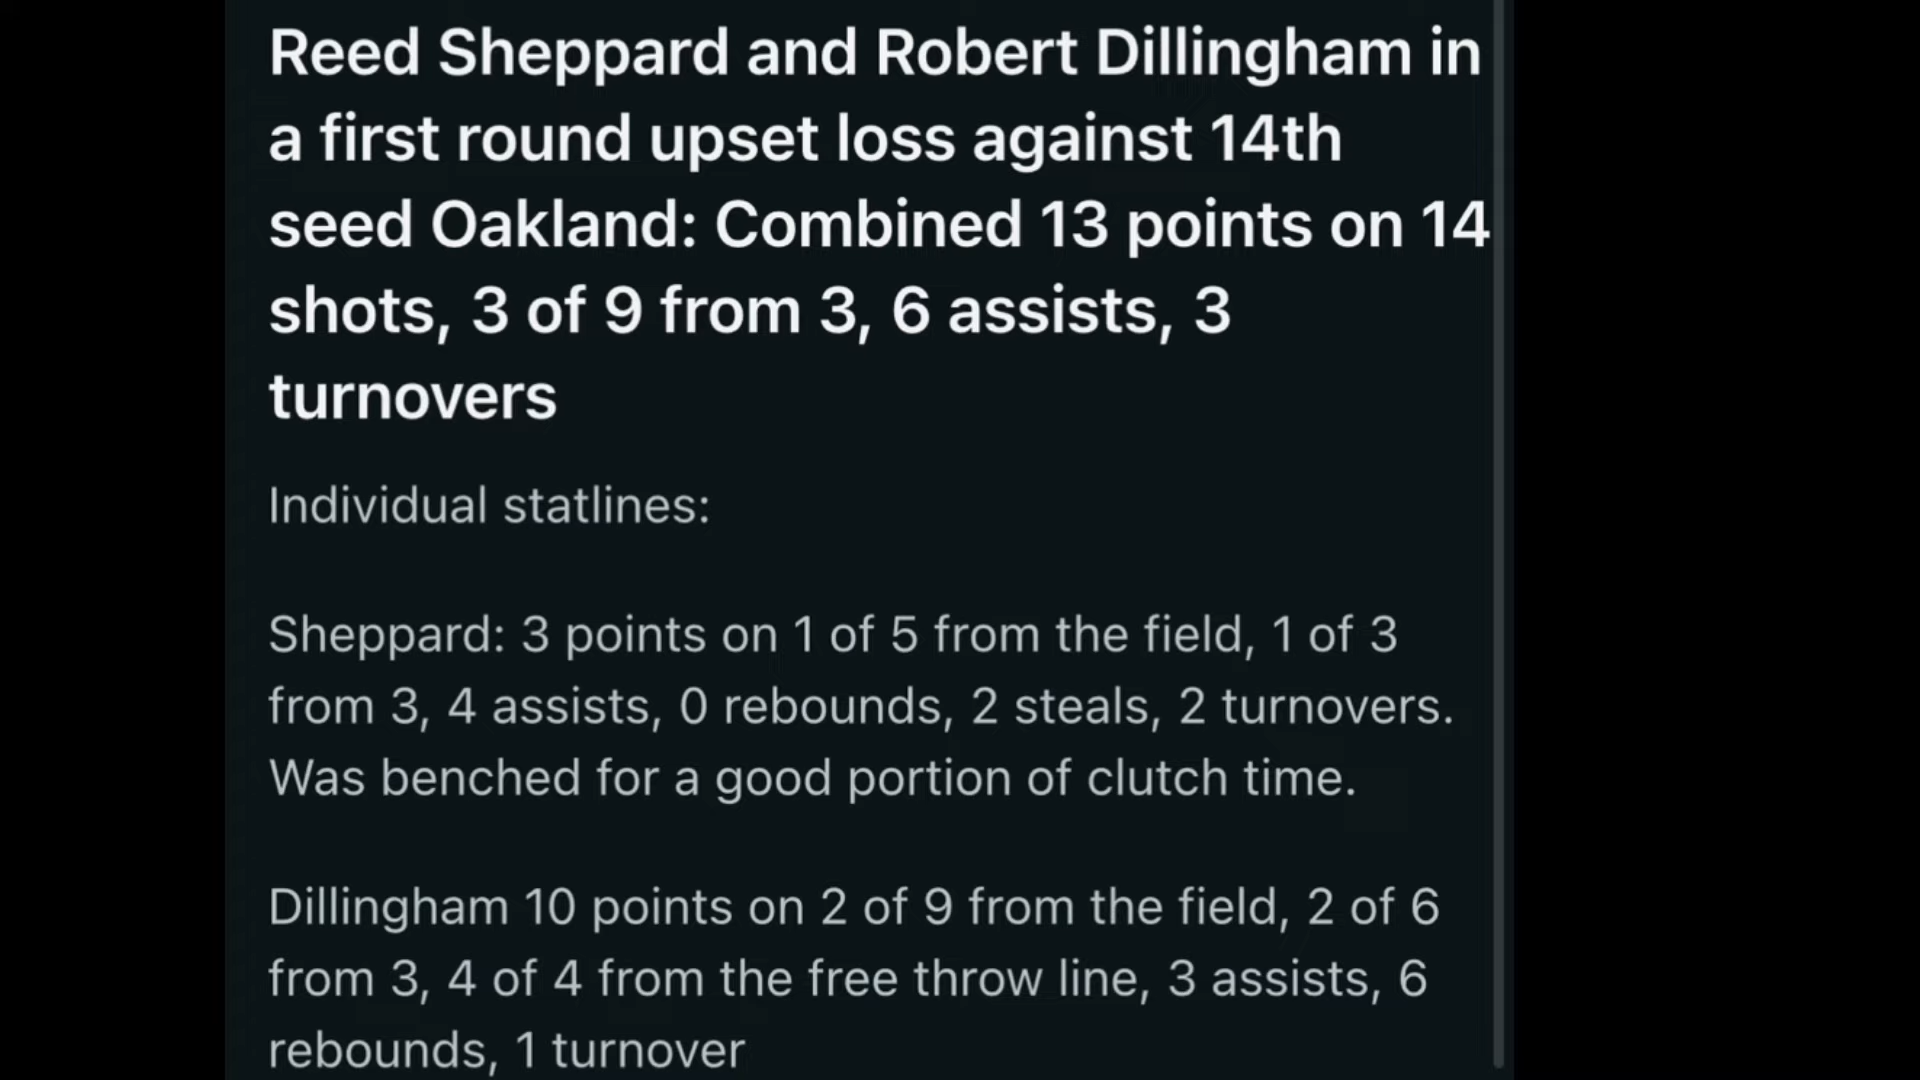 Reed Sheppard and Robert Dillingham in
a first round upset loss against 14th
seed Oakland: Combined 13 points on 14
shots, 3 of 9 from 3, 6 assists, 3
turnovers
Individual statlines:
Sheppard: 3 points on 1 of 5 from the field, 1 of 3
from 3, 4 assists, 0 rebounds, 2 steals, 2 turnovers.
Was benched for a good portion of clutch time.
Dillingham 10 points on 2 of 9 from the field, 2 of 6
from 3, 4 of 4 from the free throw line, 3 assists, 6
rebounds, 1 turnover